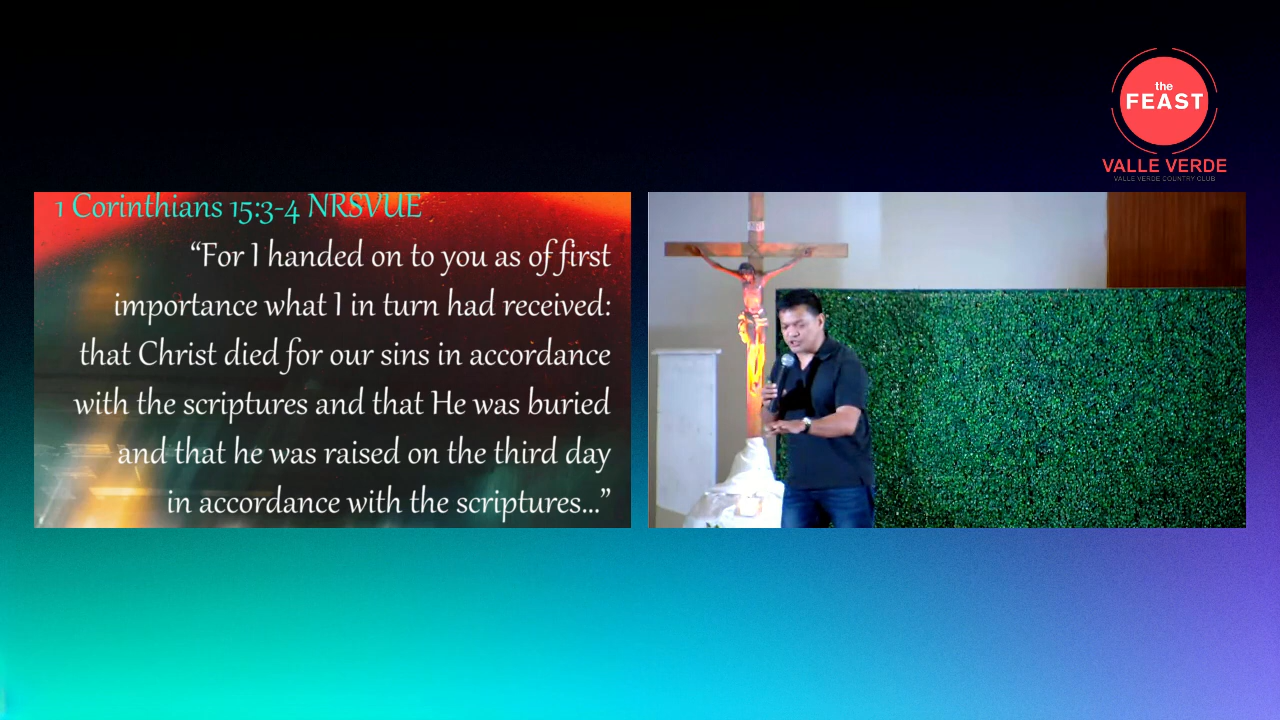 the
FEAST
VALLE VERDE
VALLE VERDE COUNTRY CLUB
1 Corinthians 15:3-4 NRSVUE
“For I handed on to you as of first
importance what I in turn had received:
that Christ died for our sins in accordance
with the scriptures and that He was buried
and that he was raised on the third day
in accordance with the scriptures...”